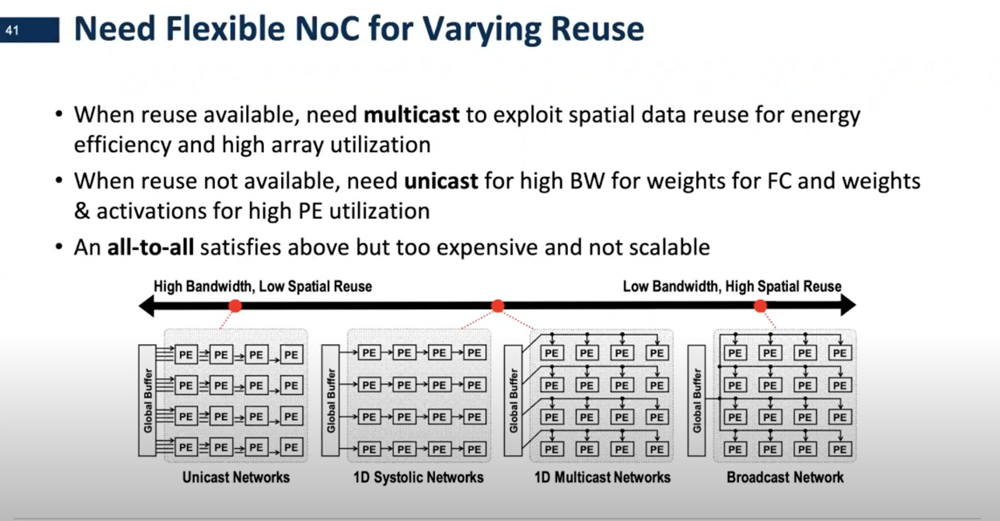 41
Need Flexible NoC for Varying Reuse
• When reuse available, need multicast to exploit spatial data reuse for energy
efficiency and high array utilization
• When reuse not available, need unicast for high BW for weights for FC and weights
& activations for high PE utilization
• An all-to-all satisfies above but too expensive and not scalable
High Bandwidth, Low Spatial Reuse
Low Bandwidth, High Spatial Reuse
Global Buffer
PE PE PE PE
PE PE PE PE
PE PE PE PE
PE PE PE PE
Unicast Networks
Global Buffer
PE PE PE PE
PE PE PE PE
PE PE PE PE
PE PE PE PE
1D Systolic Networks
Global Buffer
PE PE PE PE
PE PE PE PE
PE PE PE PE
PE PE PE PE
1D Multicast Networks
Global Buffer
PE PE PE PE
PE PE PE PE
PE PE PE PE
PE PE PE PE
Broadcast Network